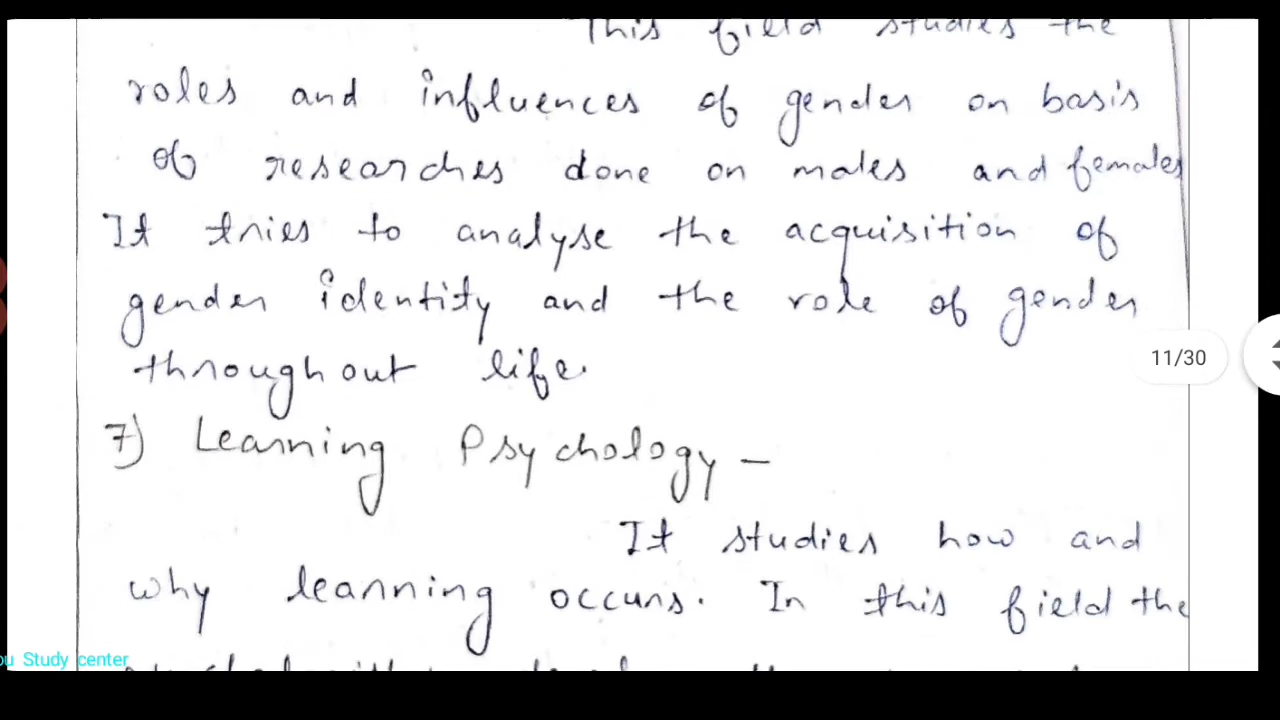 This field studies the
roles and influences of gender on basis
of researches done on males and females
It tries to analyse the acquisition of
gender identity and the role of gender
throughout life.
7) Learning Psychology -
It studies how and
why learning occurs. In this field the
11/30
ou Study center